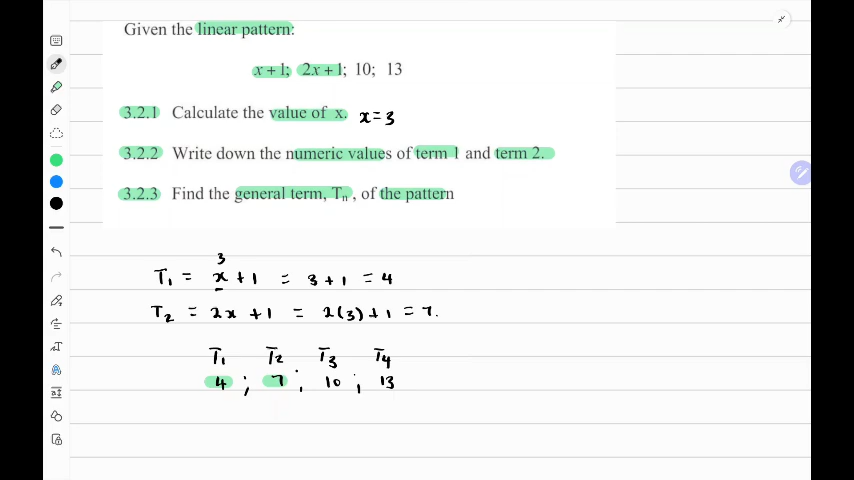 Given the linear pattern:
x + 1; 2x + 1; 10; 13
3.2.1 Calculate the value of x. x = 3
3.2.2 Write down the numeric values of term 1 and term 2.
3.2.3 Find the general term, Tₙ, of the pattern
3
T₁ = x + 1 = 3 + 1 = 4
T₂ = 2x + 1 = 2(3) + 1 = 7.
T₁ T₂ T₃ T₄
4 ; 7 ; 10 ; 13